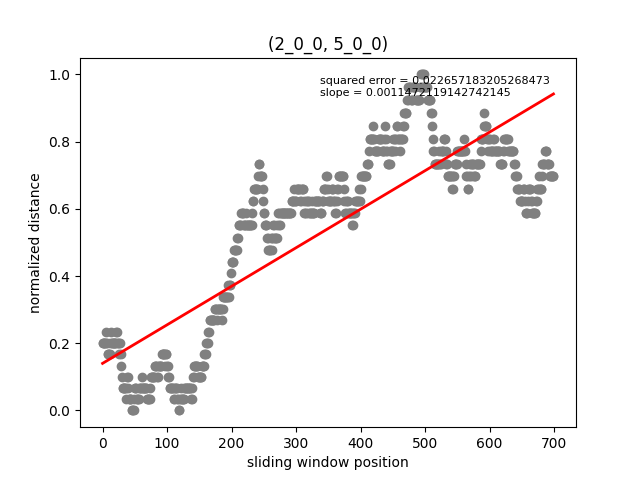 (2_0_0, 5_0_0)
squared error = 0.022657183205268473
slope = 0.0011472119142742145
1.0
0.8
0.6
0.4
0.2
0.0
normalized distance
0 100 200 300 400 500 600 700
sliding window position